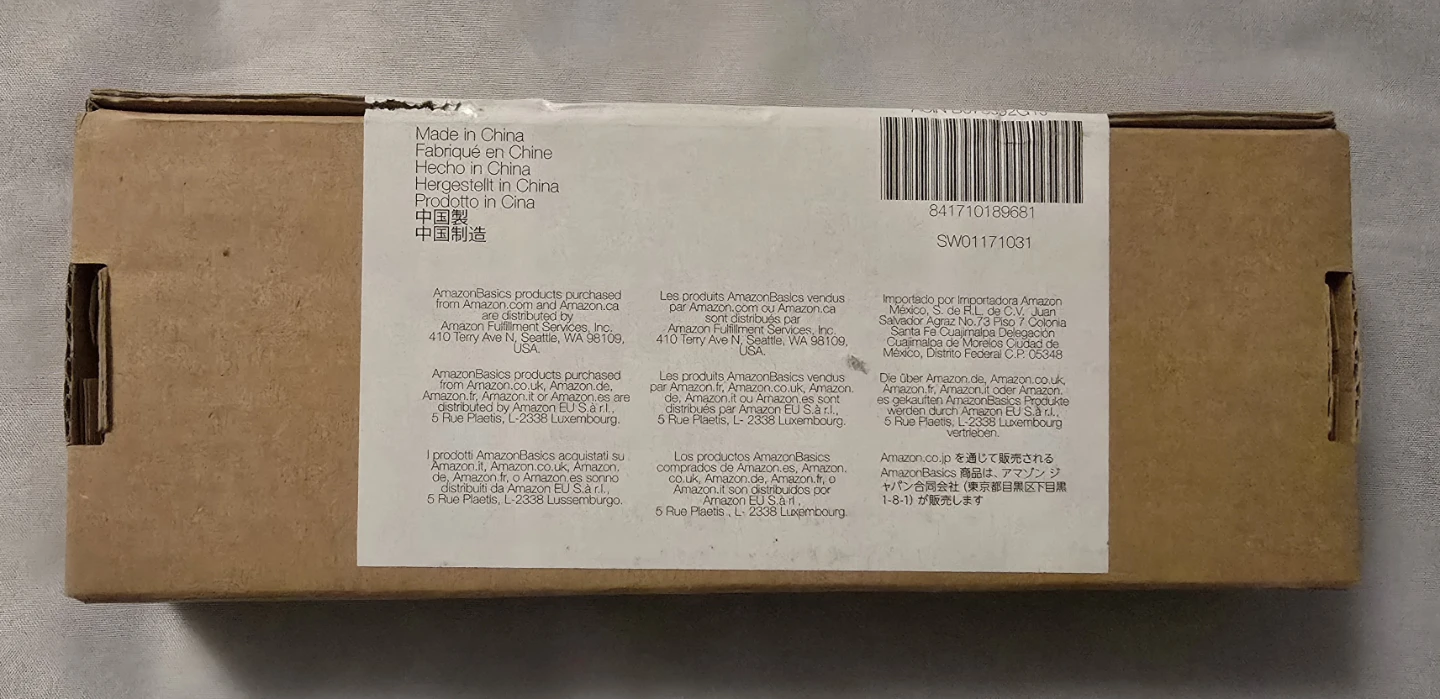 Made in China
Fabriqué en Chine
Hecho in China
Hergestellt in China
Prodotto in Cina
中国製
中国制造
841710189681
SW01171031
AmazonBasics products purchased
from Amazon.com and Amazon.ca
are distributed by
Amazon Fulfillment Services, Inc.
410 Terry Ave N, Seattle, WA 98109,
USA.
Les produits AmazonBasics vendus
par Amazon.com ou Amazon.ca
sont distribués par
Amazon Fulfillment Services, Inc.
410 Terry Ave N, Seattle, WA 98109,
USA.
Importado por Importadora Amazon
México, S. de R.L. de C.V, Juan
Salvador Agraz No.73 Piso 7 Colonia
Santa Fe Cuajimalpa Delegación
Cuajimalpa de Morelos Ciudad de
México, Distrito Federal C.P. 05348
AmazonBasics products purchased
from Amazon.co.uk, Amazon.de,
Amazon.fr, Amazon.it or Amazon.es are
distributed by Amazon EU S.à r.l.,
5 Rue Plaetis, L-2338 Luxembourg.
Les produits AmazonBasics vendus
par Amazon.fr, Amazon.co.uk, Amazon.
de, Amazon.it ou Amazon.es sont
distribués par Amazon EU S.à r.l.,
5 Rue Plaetis, L- 2338 Luxembourg.
Die über Amazon.de, Amazon.co.uk,
Amazon.fr, Amazon.it oder Amazon.
es gekauften AmazonBasics Produkte
werden durch Amazon EU S.à r.l.,
5 Rue Plaetis, L-2338 Luxembourg
vertrieben.
I prodotti AmazonBasics acquistati su
Amazon.it, Amazon.co.uk, Amazon.
de, Amazon.fr, o Amazon.es sonno
distribuiti da Amazon EU S.à r.l.,
5 Rue Plaetis, L-2338 Lussemburgo.
Los productos AmazonBasics
comprados de Amazon.es, Amazon.
co.uk, Amazon.de, Amazon.fr, o
Amazon.it son distribuidos por
Amazon EU S.à rl ,
5 Rue Plaetis , L- 2338 Luxembourg.
Amazon.co.jp を通じて販売される
AmazonBasics 商品は、アマゾン ジ
ャパン合同会社 (東京都目黒区下目黒
1-8-1) が販売します